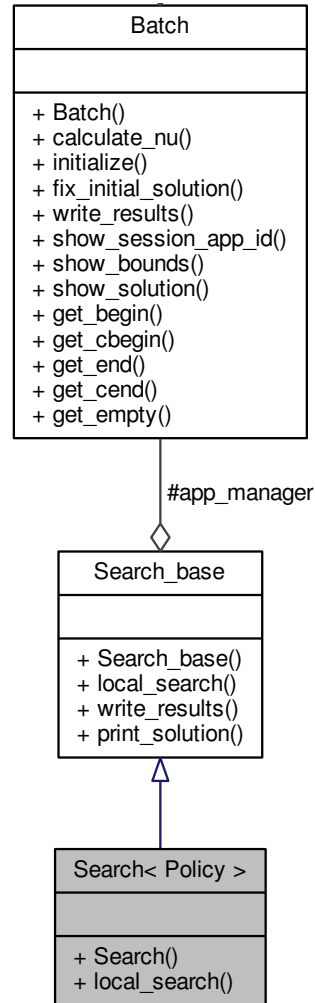 Batch
+ Batch()
+ calculate_nu()
+ initialize()
+ fix_initial_solution()
+ write_results()
+ show_session_app_id()
+ show_bounds()
+ show_solution()
+ get_begin()
+ get_cbegin()
+ get_end()
+ get_cend()
+ get_empty()
#app_manager
Search_base
+ Search_base()
+ local_search()
+ write_results()
+ print_solution()
Search< Policy >
+ Search()
+ local_search()